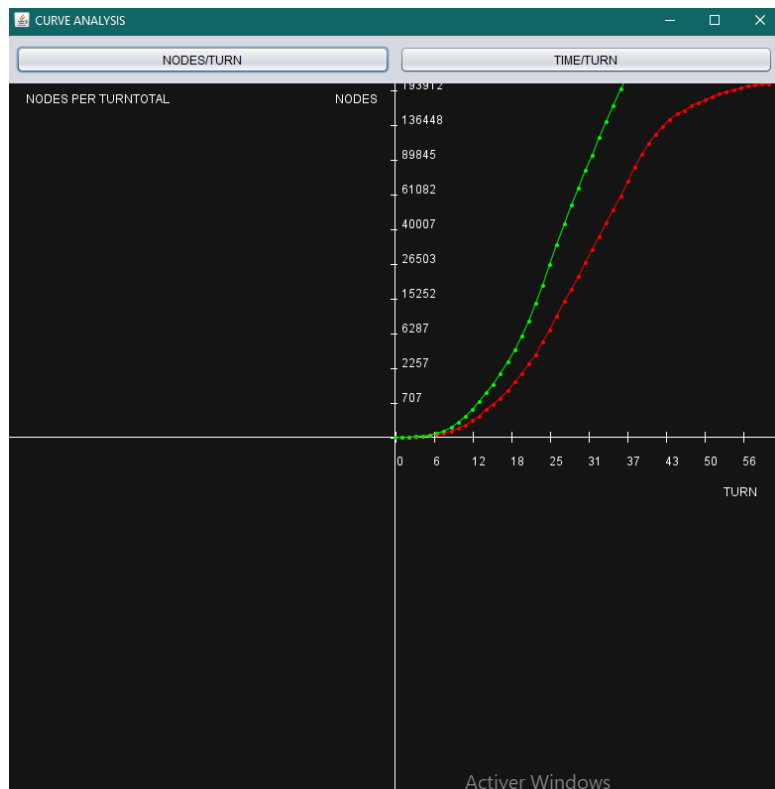 CURVE ANALYSIS
NODES/TURN TIME/TURN
NODES PER TURNTOTAL NODES
193912
136448
89845
61082
40007
26503
15252
6287
2257
707
0 6 12 18 25 31 37 43 50 56
TURN
Activer Windows